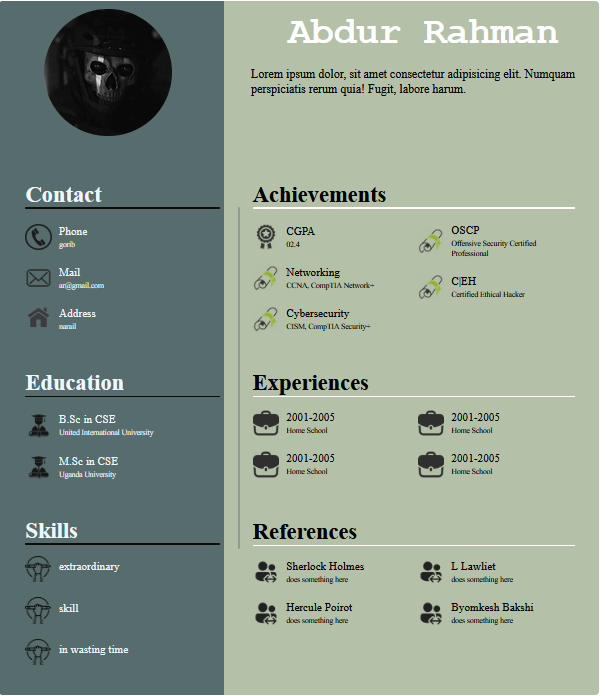 Abdur Rahman
Lorem ipsum dolor, sit amet consectetur adipisicing elit. Numquam
perspiciatis rerum quia! Fugit, labore harum.
Contact
Phone
gorib
Mail
ar@gmail.com
Address
narail
Education
B.Sc in CSE
United International University
M.Sc in CSE
Uganda University
Skills
extraordinary
skill
in wasting time
Achievements
CGPA
02.4
Networking
CCNA, CompTIA Network+
Cybersecurity
CISM, CompTIA Security+
OSCP
Offensive Security Certified
Professional
C|EH
Certified Ethical Hacker
Experiences
2001-2005
Home School
2001-2005
Home School
2001-2005
Home School
2001-2005
Home School
References
Sherlock Holmes
does something here
L Lawliet
does something here
Hercule Poirot
does something here
Byomkesh Bakshi
does something here